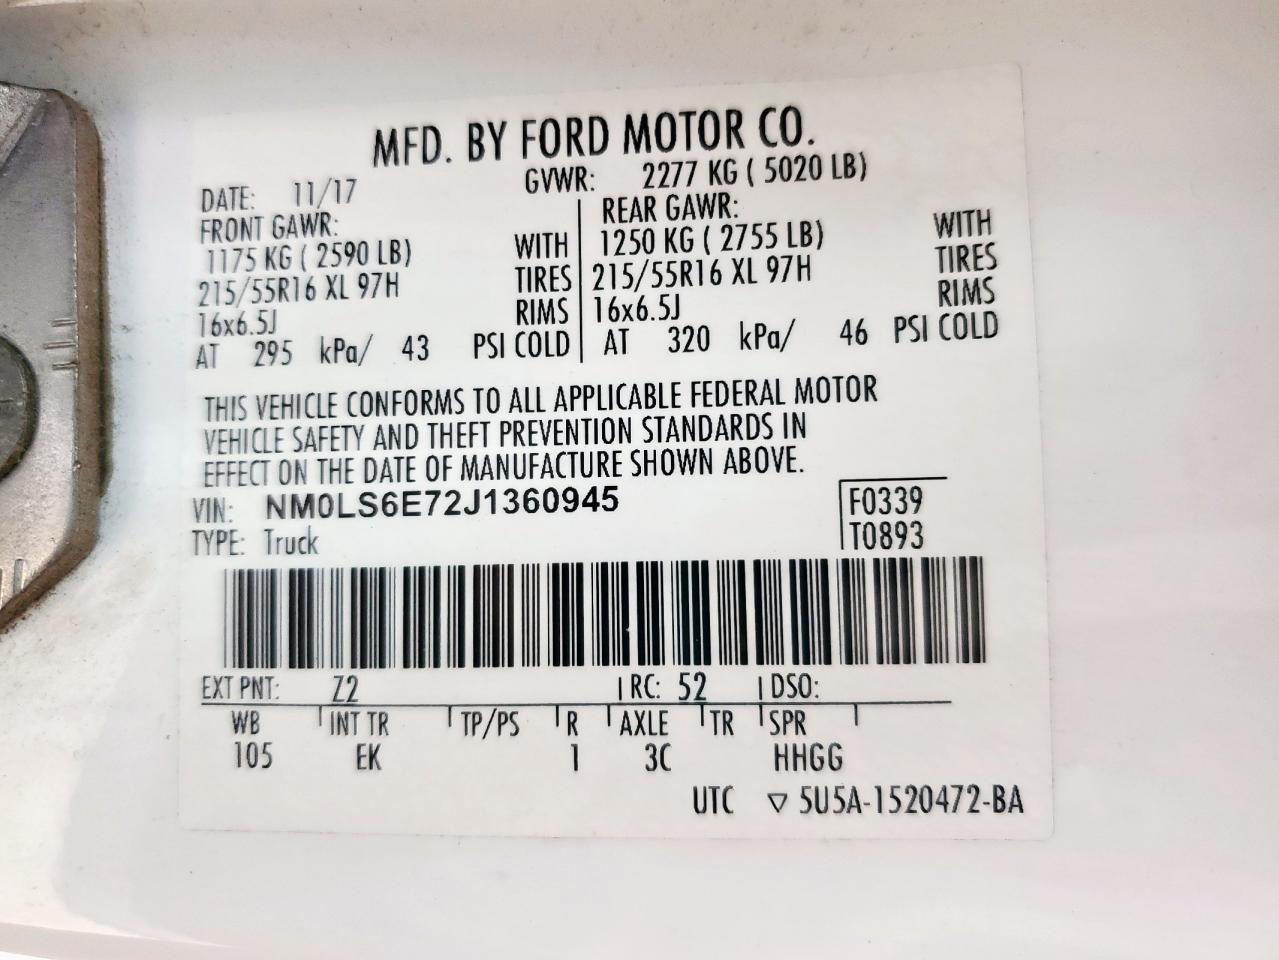 MFD. BY FORD MOTOR CO.
DATE: 11/17 GVWR: 2277 KG ( 5020 LB)
FRONT GAWR: REAR GAWR:
1175 KG ( 2590 LB) WITH 1250 KG ( 2755 LB) WITH
215/55R16 XL 97H TIRES 215/55R16 XL 97H TIRES
16x6.5J RIMS 16x6.5J RIMS
AT 295 kPa/ 43 PSI COLD AT 320 kPa/ 46 PSI COLD
THIS VEHICLE CONFORMS TO ALL APPLICABLE FEDERAL MOTOR
VEHICLE SAFETY AND THEFT PREVENTION STANDARDS IN
EFFECT ON THE DATE OF MANUFACTURE SHOWN ABOVE.
VIN: NM0LS6E72J1360945 F0339
TYPE: Truck T0893
EXT PNT: Z2 RC: 52 DSO:
WB INT TR TP/PS R AXLE TR SPR
105 EK 1 3C HHGG
UTC ▽ 5U5A-1520472-BA